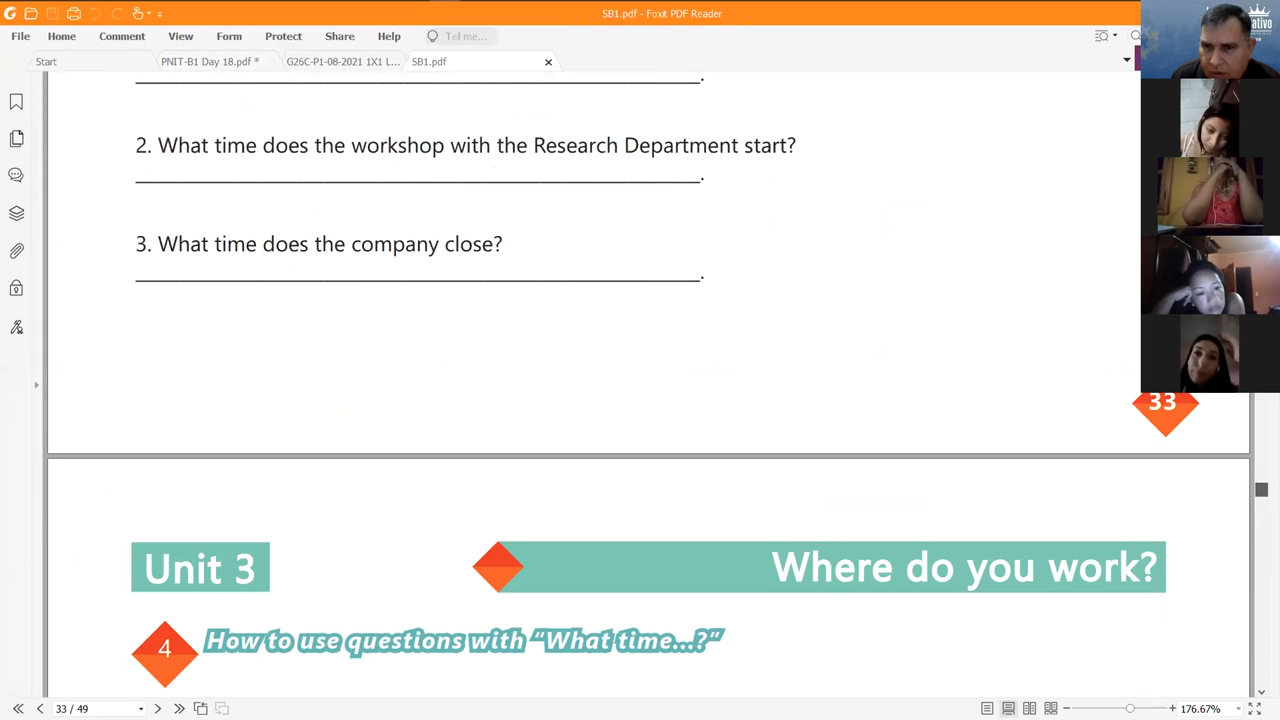 SB1.pdf - Foxit PDF Reader
File Home Comment View Form Protect Share Help Tell me...
Start PNIT-B1 Day 18.pdf * G26C-P1-08-2021 1X1 L... SB1.pdf
2. What time does the workshop with the Research Department start?
_______________________________________________.
3. What time does the company close?
_______________________________________________.
33
Unit 3 Where do you work?
4 How to use questions with “What time...?”
33 / 49 176.67%